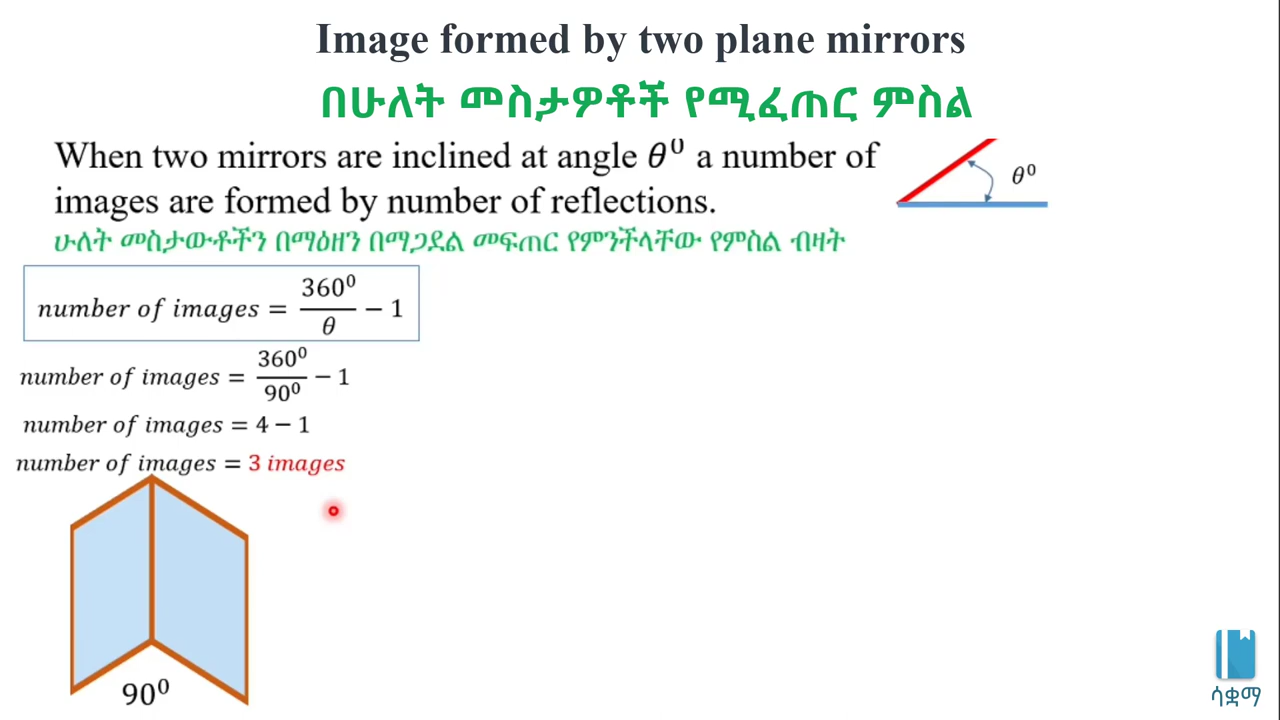 Image formed by two plane mirrors
በሁለት መስታዎቶች የሚፈጠር ምስል
When two mirrors are inclined at angle θ⁰ a number of
images are formed by number of reflections.
θ⁰
ሁለት መስታውቶችን በማዕዘን በማጋደል መፍጠር የምንችላቸው የምስል ብዛት
number of images = 360⁰/θ − 1
number of images = 360⁰/90⁰ − 1
number of images = 4 − 1
number of images = 3 images
90⁰
ሳቋማ